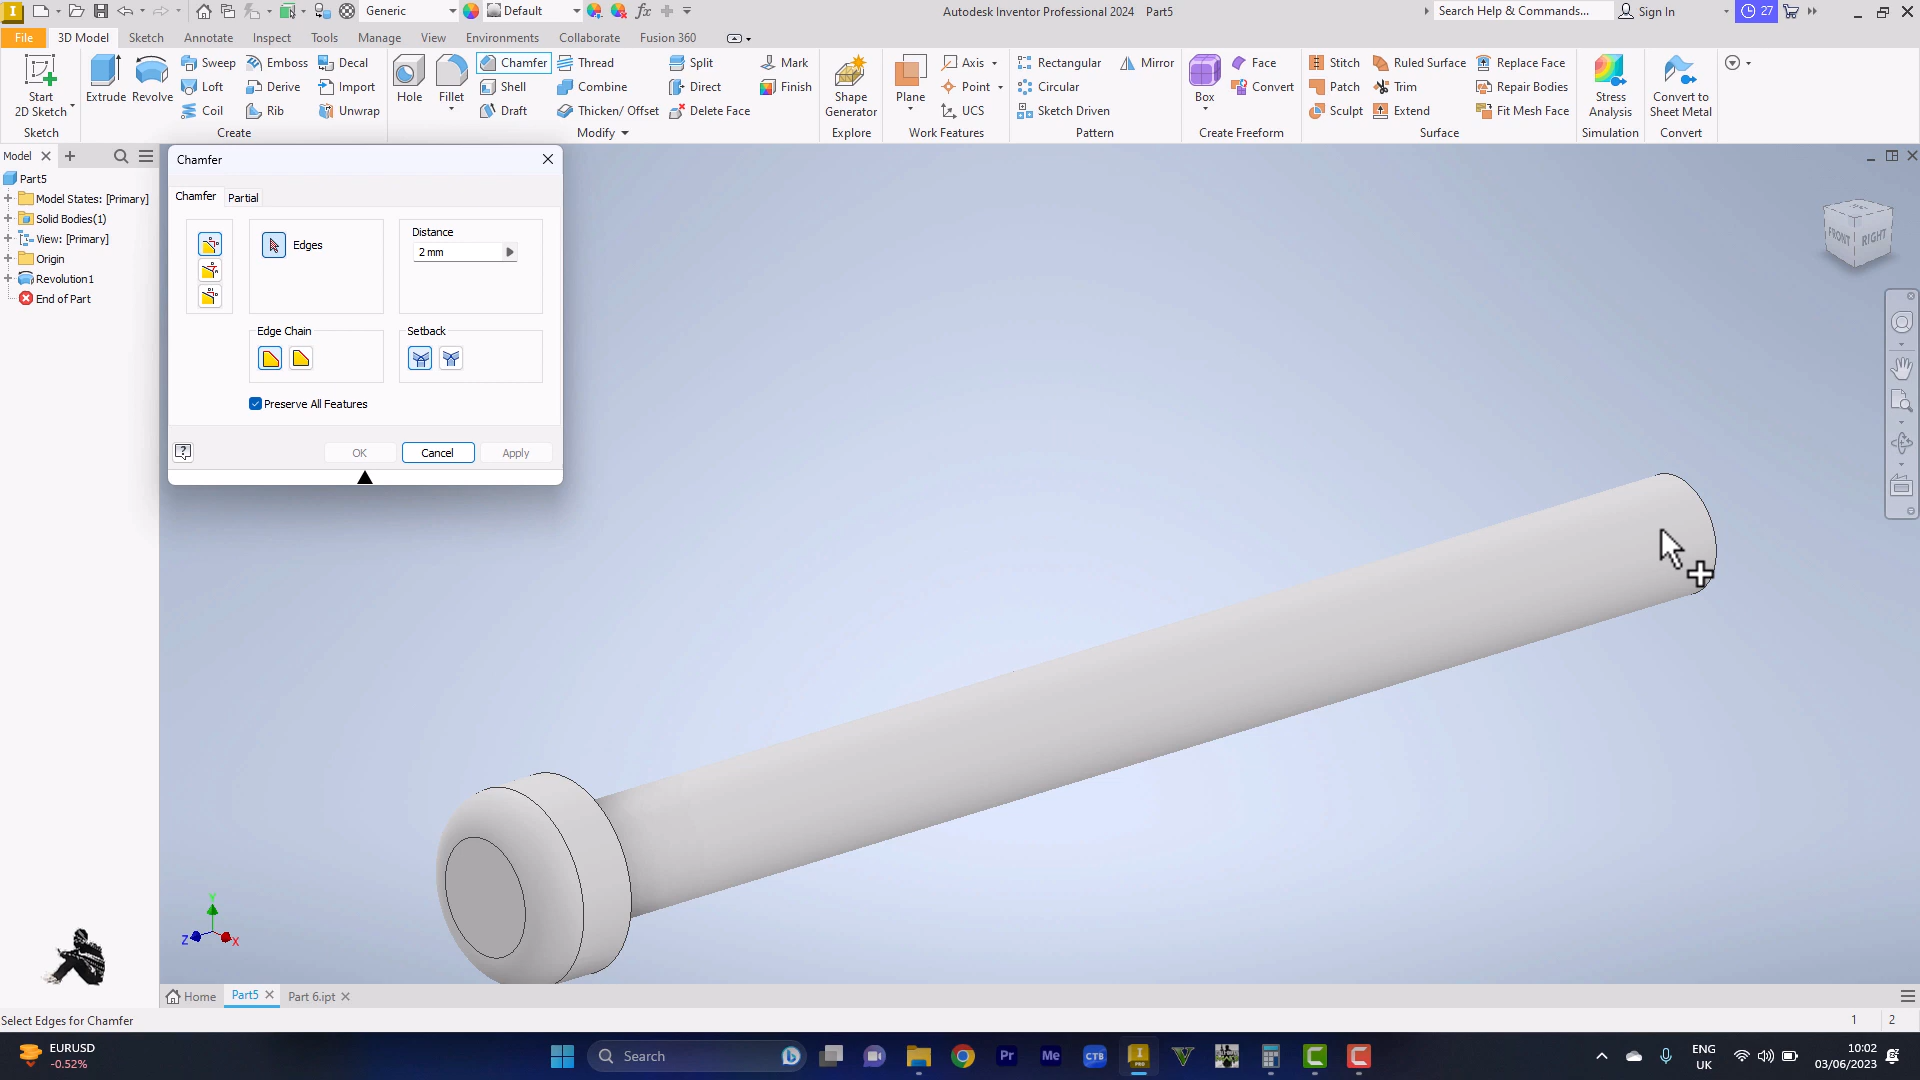 Generic
Default
Autodesk Inventor Professional 2024 Part5
Search Help & Commands...
Sign In
27
File
3D Model
Sketch
Annotate
Inspect
Tools
Manage
View
Environments
Collaborate
Fusion 360
Start
2D Sketch
Sketch
Extrude
Revolve
Sweep
Loft
Coil
Emboss
Derive
Rib
Decal
Import
Unwrap
Create
Hole
Fillet
Chamfer
Shell
Draft
Thread
Combine
Thicken/ Offset
Split
Direct
Delete Face
Modify
Mark
Finish
Shape
Generator
Explore
Plane
Axis
Point
UCS
Work Features
Rectangular
Circular
Sketch Driven
Mirror
Pattern
Box
Face
Convert
Create Freeform
Stitch
Patch
Sculpt
Ruled Surface
Trim
Extend
Replace Face
Repair Bodies
Fit Mesh Face
Surface
Stress
Analysis
Simulation
Convert to
Sheet Metal
Convert
Model
Part5
Model States: [Primary]
Solid Bodies(1)
View: [Primary]
Origin
Revolution1
End of Part
Chamfer
Chamfer
Partial
Edges
Distance
2 mm
Edge Chain
Setback
Preserve All Features
OK
Cancel
Apply
FRONT
RIGHT
Y
Z
X
Home
Part5
Part 6.ipt
Select Edges for Chamfer
1
2
EURUSD
-0.52%
Search
Pr
Me
CTB
ENG
UK
10:02
03/06/2023